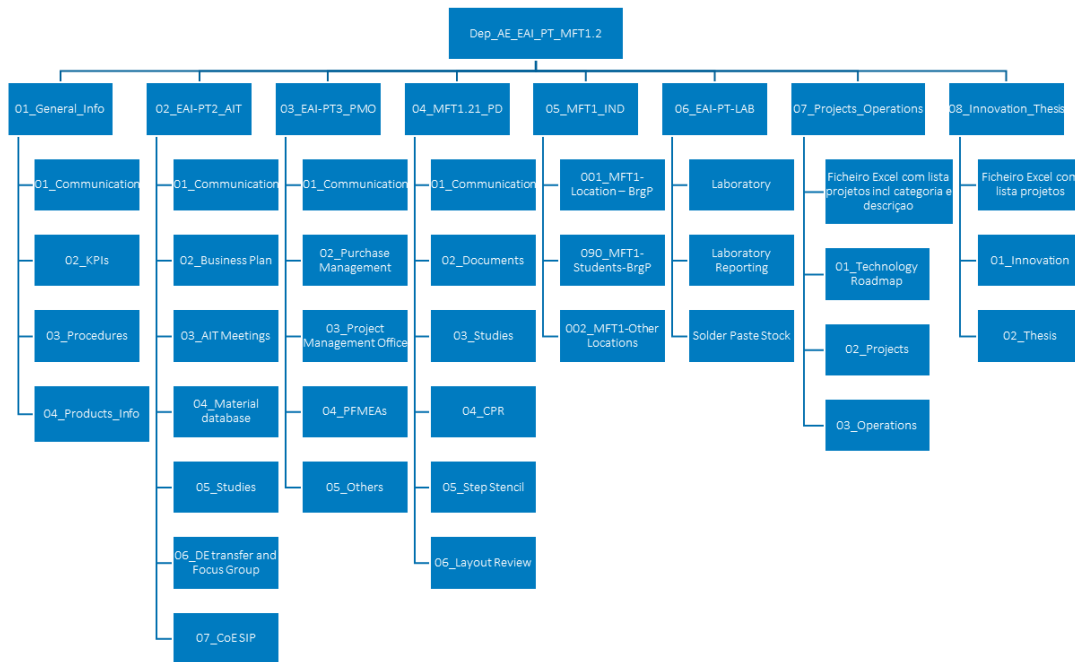 Dep_AE_EAI_PT_MFT1.2
01_General_Info
01_Communication
02_KPIs
03_Procedures
04_Products_Info
02_EAI-PT2_AIT
01_Communication
02_Business Plan
03_AIT Meetings
04_Material
database
05_Studies
06_DE transfer and
Focus Group
07_CoE SIP
03_EAI-PT3_PMO
01_Communication
02_Purchase
Management
03_Project
Management Office
04_PFMEAs
05_Others
04_MFT1.21_PD
01_Communication
02_Documents
03_Studies
04_CPR
05_Step Stencil
06_Layout Review
05_MFT1_IND
001_MFT1-
Location – BrgP
090_MFT1-
Students-BrgP
002_MFT1-Other
Locations
06_EAI-PT-LAB
Laboratory
Laboratory
Reporting
Solder Paste Stock
07_Projects_Operations
Ficheiro Excel com lista
projetos incl categoria e
descriçao
01_Technology
Roadmap
02_Projects
03_Operations
08_Innovation_Thesis
Ficheiro Excel com
lista projetos
01_Innovation
02_Thesis